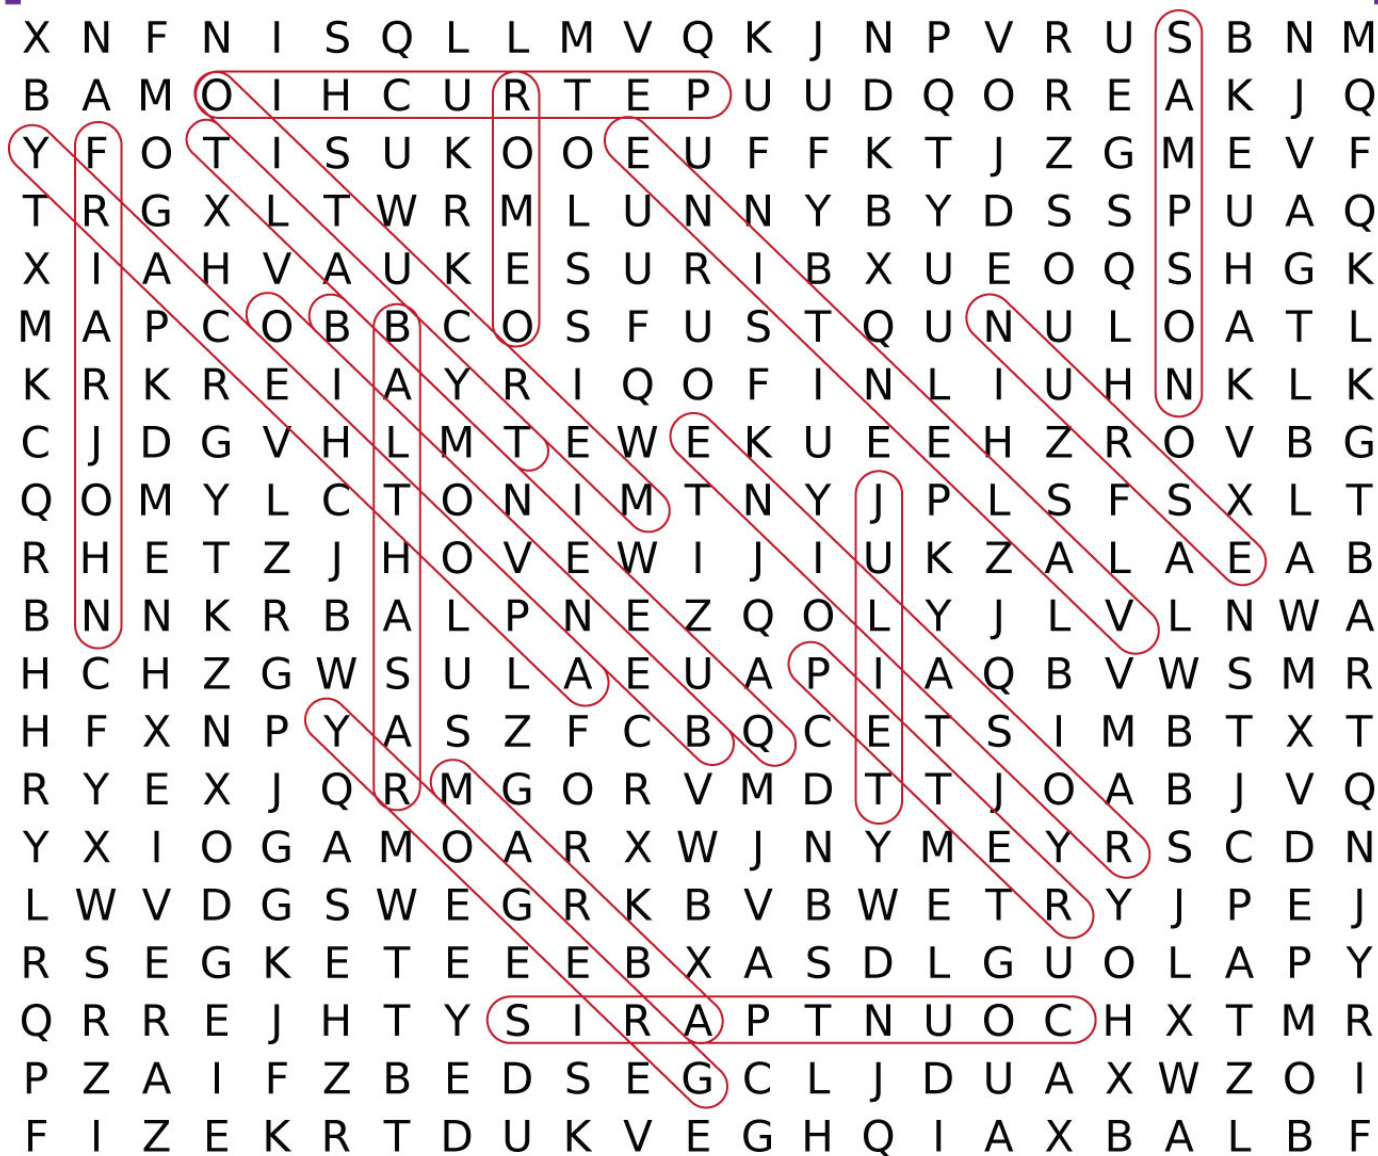 X N F N I S Q L L M V Q K J N P V R U S B N M
B A M O I H C U R T E P U U D Q O R E A K J Q
Y F O T I S U K O O E U F F K T J Z G M E V F
T R G X L T W R M L U N N Y B Y D S S P U A Q
X I A H V A U K E S U R I B X U E O Q S H G K
M A P C O B B C O S F U S T Q U N U L O A T L
K R K R E I A Y R I Q O F I N L I U H N K L K
C J D G V H L M T E W E K U E E H Z R O V B G
Q O M Y L C T O N I M T N Y J P L S F S X L T
R H E T Z J H O V E W I J I U K Z A L A E A B
B N N K R B A L P N E Z Q O L Y J L V L N W A
H C H Z G W S U L A E U A P I A Q B V W S M R
H F X N P Y A S Z F C B Q C E T S I M B T X T
R Y E X J Q R M G O R V M D T T J O A B J V Q
Y X I O G A M O A R X W J N Y M E Y R S C D N
L W V D G S W E G R K B V B W E T R Y J P E J
R S E G K E T E E E B X A S D L G U O L A P Y
Q R R E J H T Y S I R A P T N U O C H X T M R
P Z A I F Z B E D S E G C L J D U A X W Z O I
F I Z E K R T D U K V E G H Q I A X B A L B F